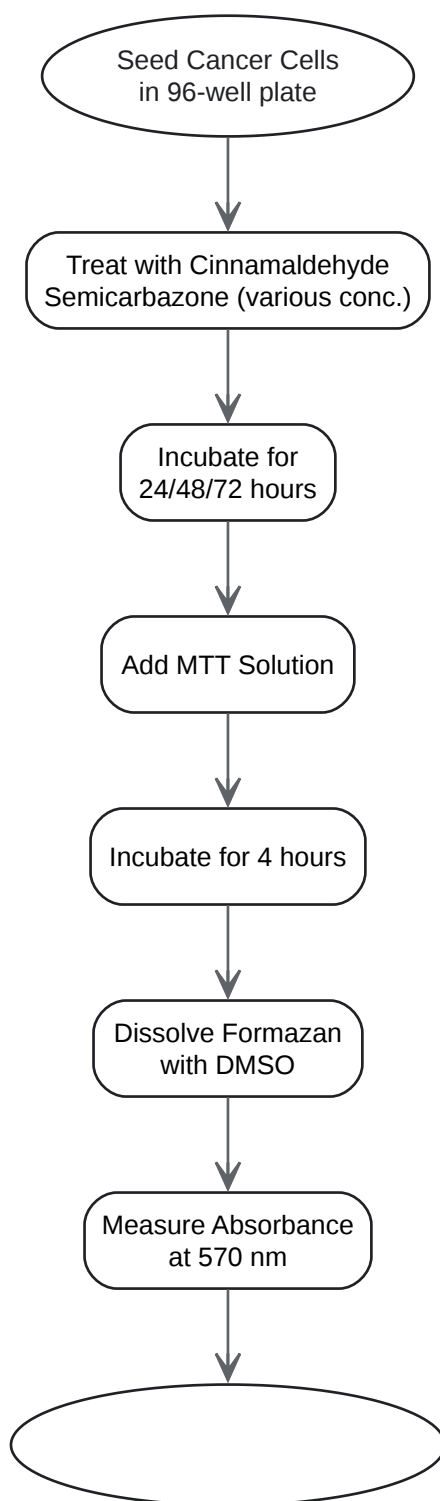 Seed Cancer Cells
in 96-well plate
Treat with Cinnamaldehyde
Semicarbazone (various conc.)
Incubate for
24/48/72 hours
Add MTT Solution
Incubate for 4 hours
Dissolve Formazan
with DMSO
Measure Absorbance
at 570 nm